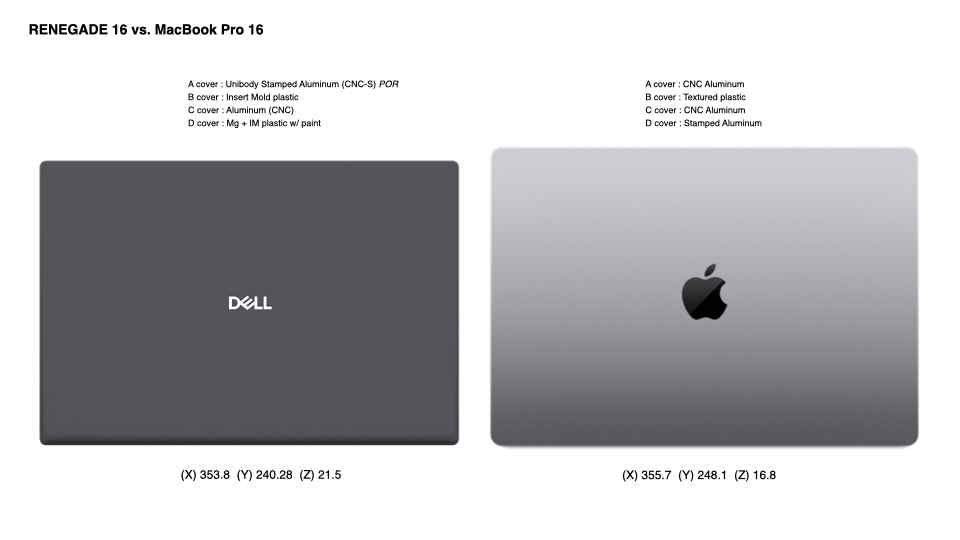 RENEGADE 16 vs. MacBook Pro 16
A cover : Unibody Stamped Aluminum (CNC-S) POR
B cover : Insert Mold plastic
C cover : Aluminum (CNC)
D cover : Mg + IM plastic w/ paint
A cover : CNC Aluminum
B cover : Textured plastic
C cover : CNC Aluminum
D cover : Stamped Aluminum
DELL
(X) 353.8 (Y) 240.28 (Z) 21.5
(X) 355.7 (Y) 248.1 (Z) 16.8